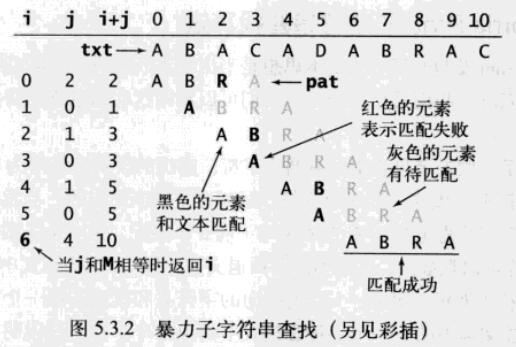 i j i+j 0 1 2 3 4 5 6 7 8 9 10
txt→ A B A C A D A B R A C
0 2 2 A B R A ←pat
1 0 1 A B R A
红色的元素
表示匹配失败
2 1 3 A B R A
3 0 3 A B R A
灰色的元素
有待匹配
4 1 5 A B R A
黑色的元素
和文本匹配
5 0 5 A B R A
6 4 10 A B R A
当j和M相等时返回i
匹配成功
图 5.3.2 暴力子字符串查找（另见彩插）